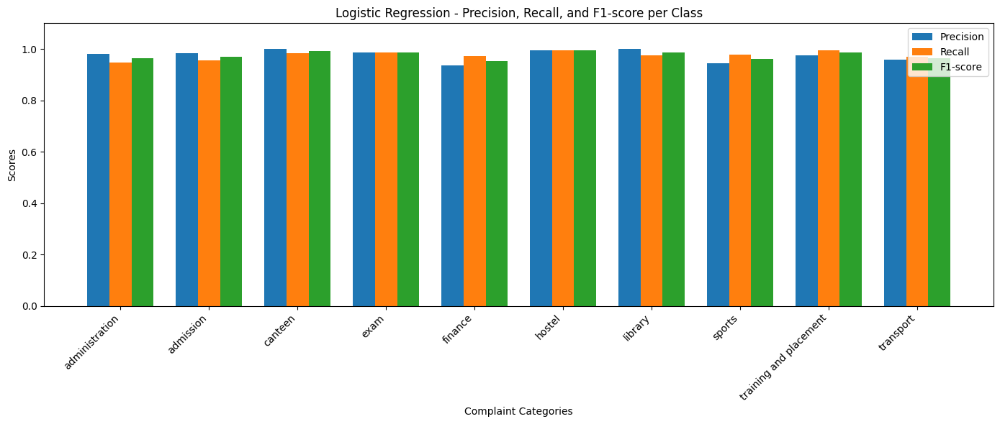 Logistic Regression - Precision, Recall, and F1-score per Class
Precision
Recall
F1-score
Scores
1.0
0.8
0.6
0.4
0.2
0.0
administration
admission
canteen
exam
finance
hostel
library
sports
training and placement
transport
Complaint Categories